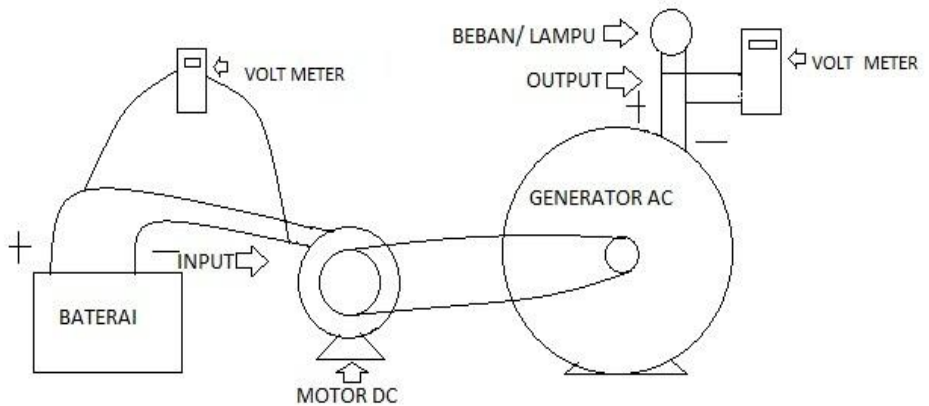 BEBAN/ LAMPU
VOLT METER
VOLT METER
OUTPUT
+
—
GENERATOR AC
+
—
INPUT
BATERAI
MOTOR DC